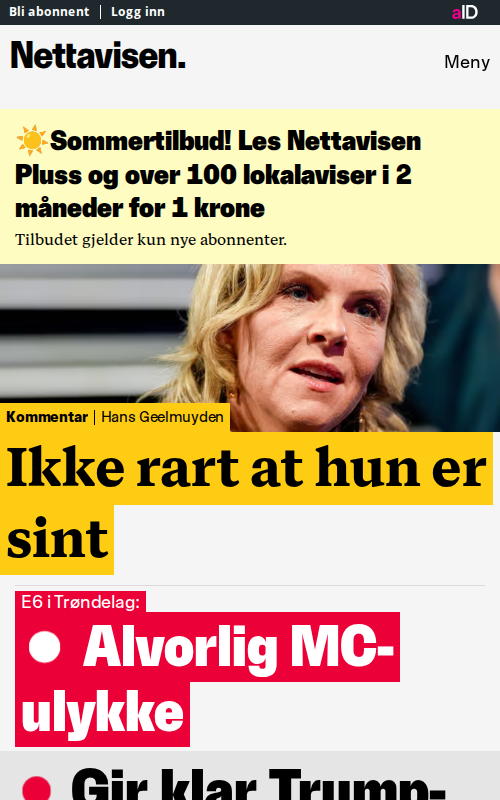 Bli abonnent | Logg inn
aID
Nettavisen.
Meny
☀️Sommertilbud! Les Nettavisen
Pluss og over 100 lokalaviser i 2
måneder for 1 krone
Tilbudet gjelder kun nye abonnenter.
Kommentar | Hans Geelmuyden
Ikke rart at hun er
sint
E6 i Trøndelag:
Alvorlig MC-
ulykke
Gir klar Trump-